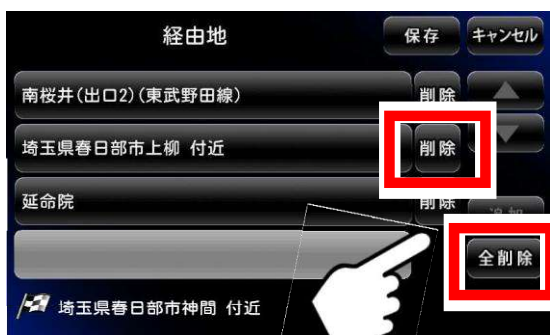 経由地 保存 キャンセル
南桜井(出口2)(東武野田線) 削除
埼玉県春日部市上柳 付近 削除
延命院 削除
追加
全削除
埼玉県春日部市神間 付近